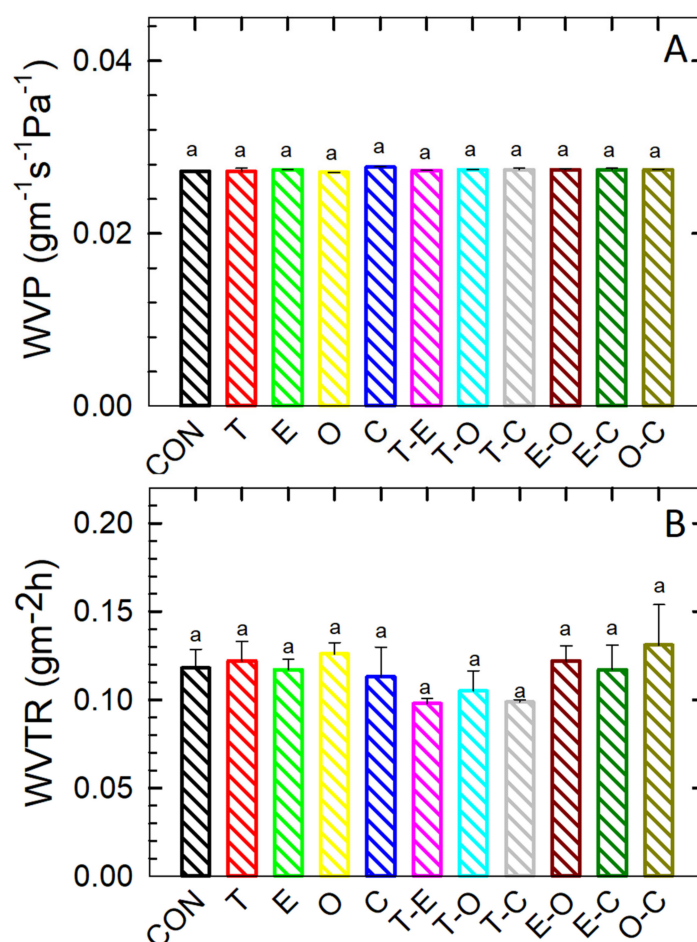 A
WVP (gm⁻¹s⁻¹Pa⁻¹)
0.04
0.02
0.00
a a a a a a a a a a a
CON T E O C T-E T-O T-C E-O E-C O-C
B
WVTR (gm-2h)
0.20
0.15
0.10
0.05
0.00
a a a a a a a a a a a
CON T E O C T-E T-O T-C E-O E-C O-C